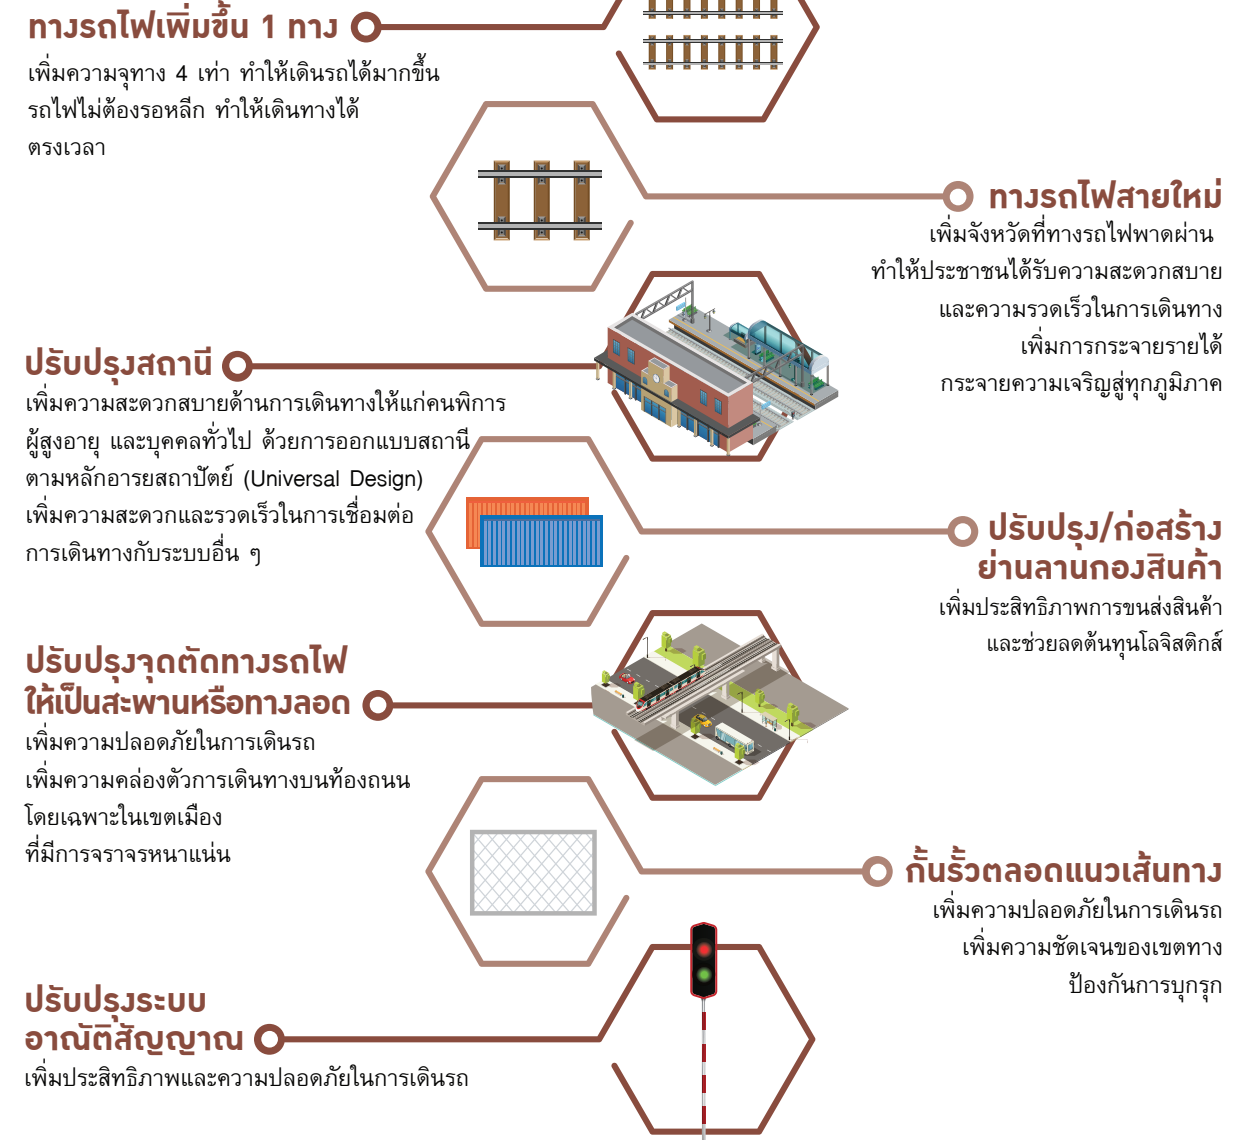 ทางรถไฟเพิ่มขึ้น 1 ทาง
เพิ่มความจุทาง 4 เท่า ทำให้เดินรถได้มากขึ้น
รถไฟไม่ต้องรอหลีก ทำให้เดินทางได้
ตรงเวลา
ทางรถไฟสายใหม่
เพิ่มจังหวัดที่ทางรถไฟพาดผ่าน
ทำให้ประชาชนได้รับความสะดวกสบาย
และความรวดเร็วในการเดินทาง
เพิ่มการกระจายรายได้
กระจายความเจริญสู่ทุกภูมิภาค
ปรับปรุงสถานี
เพิ่มความสะดวกสบายด้านการเดินทางให้แก่คนพิการ
ผู้สูงอายุ และบุคคลทั่วไป ด้วยการออกแบบสถานี
ตามหลักอารยสถาปัตย์ (Universal Design)
เพิ่มความสะดวกและรวดเร็วในการเชื่อมต่อ
การเดินทางกับระบบอื่น ๆ
ปรับปรุง/ก่อสร้าง
ย่านลานกองสินค้า
เพิ่มประสิทธิภาพการขนส่งสินค้า
และช่วยลดต้นทุนโลจิสติกส์
ปรับปรุงจุดตัดทางรถไฟ
ให้เป็นสะพานหรือทางลอด
เพิ่มความปลอดภัยในการเดินรถ
เพิ่มความคล่องตัวการเดินทางบนท้องถนน
โดยเฉพาะในเขตเมือง
ที่มีการจราจรหนาแน่น
กั้นรั้วตลอดแนวเส้นทาง
เพิ่มความปลอดภัยในการเดินรถ
เพิ่มความชัดเจนของเขตทาง
ป้องกันการบุกรุก
ปรับปรุงระบบ
อาณัติสัญญาณ
เพิ่มประสิทธิภาพและความปลอดภัยในการเดินรถ